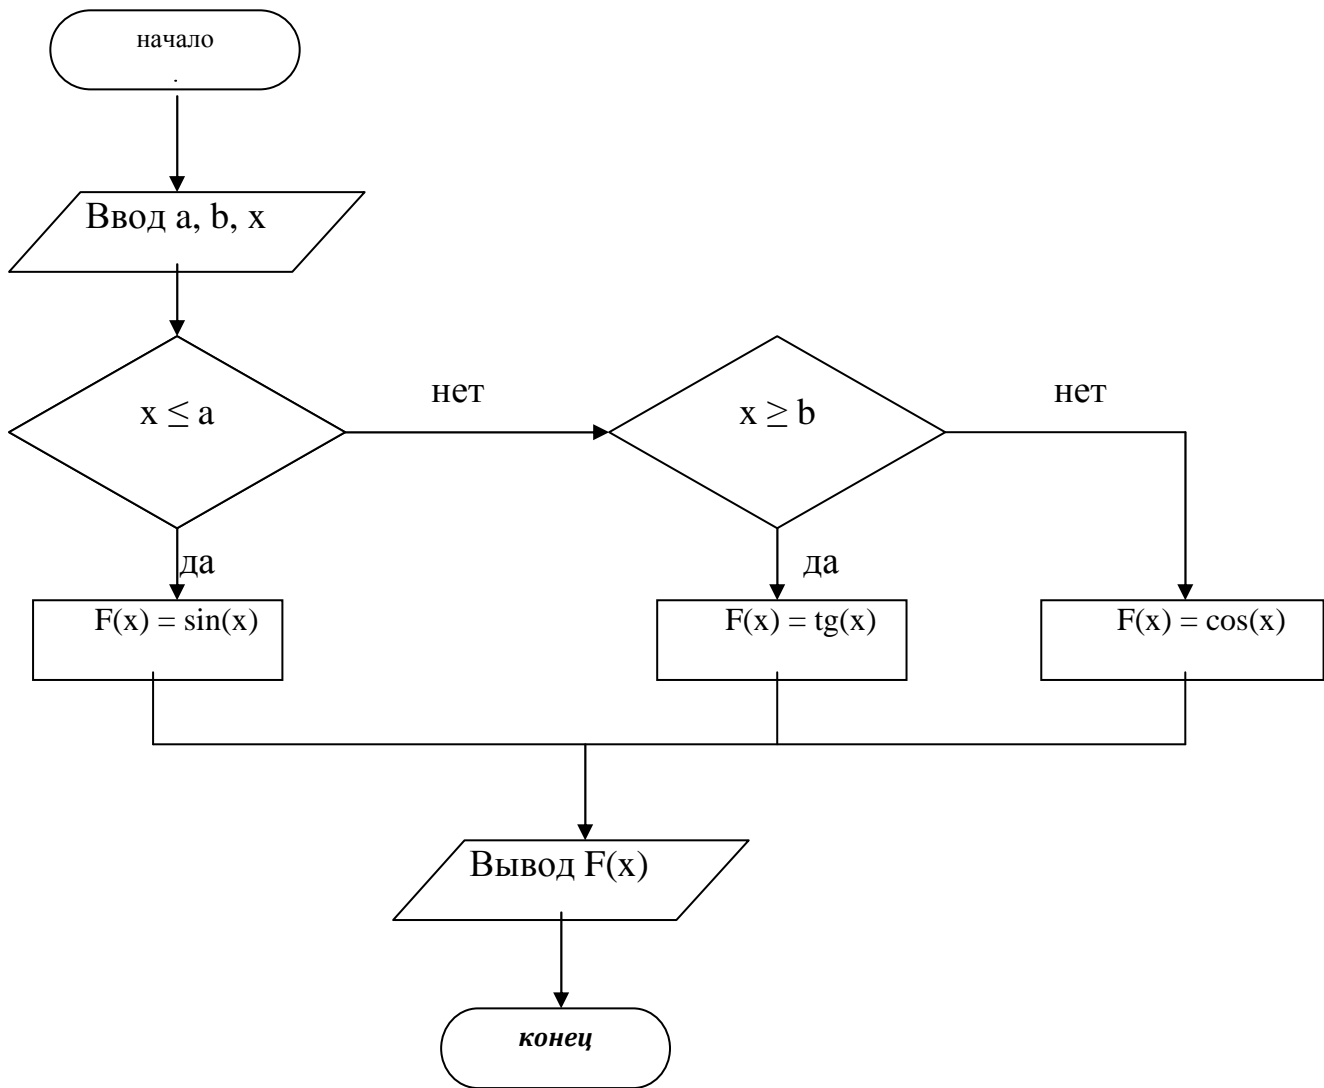 начало
.
Ввод a, b, x
x ≤ a
нет
x ≥ b
нет
да
да
F(x) = sin(x)
F(x) = tg(x)
F(x) = cos(x)
Вывод F(x)
конец